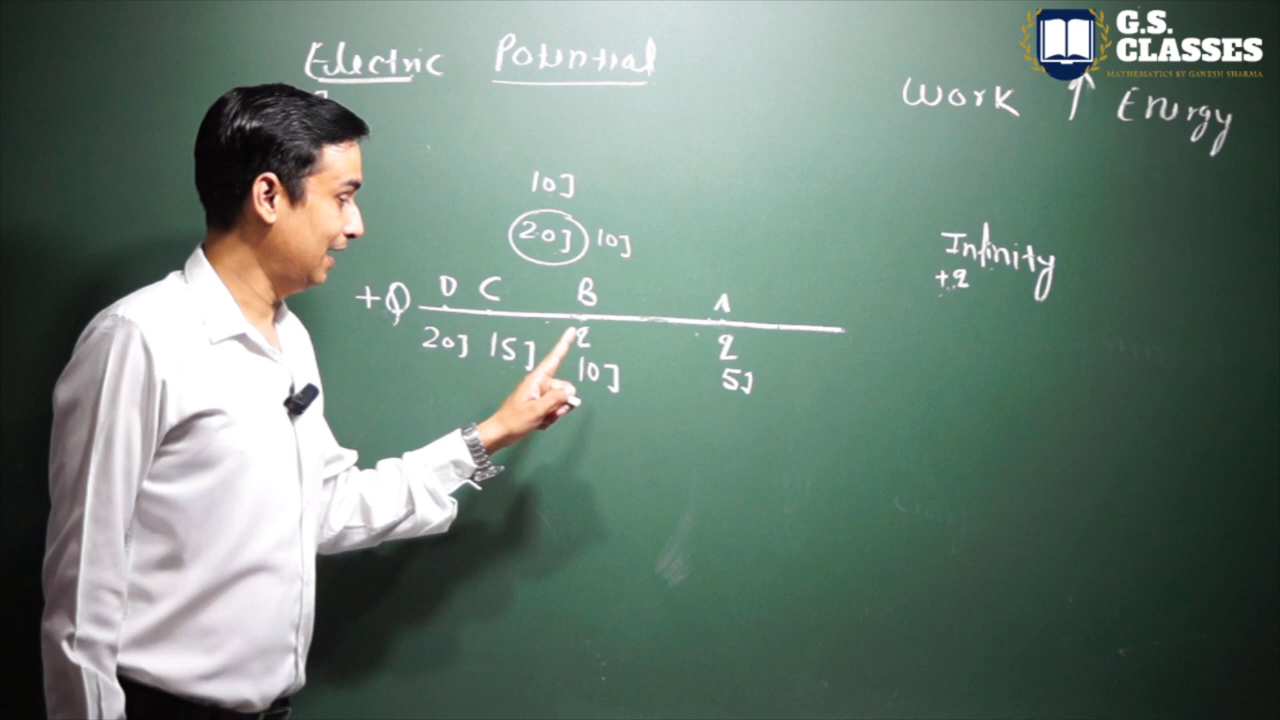 G.S.
CLASSES
MATHEMATICS BY GANESH SHARMA
Electric Potential
Work ↑ Energy
10J
20J 10J
Infinity
+q
+Q D C B A
20J 15J q q
10J 5J